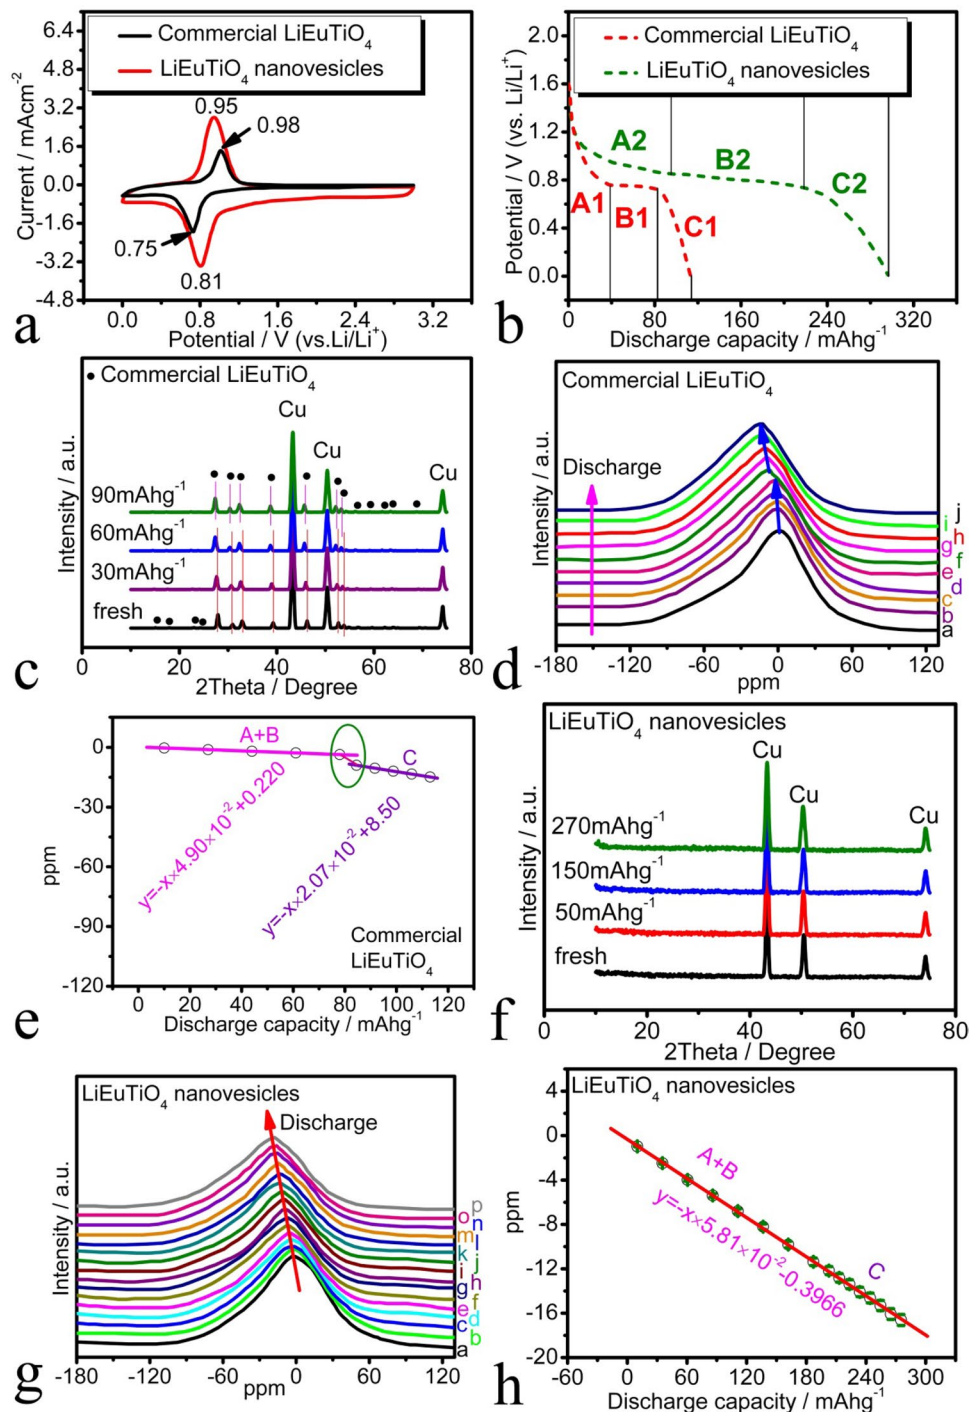 6.4
4.8
3.2
1.6
0.0
-1.6
-3.2
-4.8
Current / mAcm⁻²
Commercial LiEuTiO₄
LiEuTiO₄ nanovesicles
0.95
0.98
0.75
0.81
0.0 0.8 1.6 2.4 3.2
Potential / V (vs.Li/Li⁺)
a
2.0
1.6
1.2
0.8
0.4
0.0
Potential / V (vs. Li/Li⁺)
Commercial LiEuTiO₄
LiEuTiO₄ nanovesicles
A2
B2
C2
A1
B1
C1
0 80 160 240 320
Discharge capacity / mAhg⁻¹
b
Commercial LiEuTiO₄
Intensity / a.u.
Cu
Cu
Cu
90mAhg⁻¹
60mAhg⁻¹
30mAhg⁻¹
fresh
0 20 40 60 80
2Theta / Degree
c
Commercial LiEuTiO₄
Intensity / a.u.
Discharge
j
i
h
g
f
e
d
c
b
a
-180 -120 -60 0 60 120
ppm
d
0
-30
-60
-90
-120
ppm
A+B
C
y=-x×4.90×10⁻²+0.220
y=-x×2.07×10⁻²+8.50
Commercial
LiEuTiO₄
0 20 40 60 80 100 120
Discharge capacity / mAhg⁻¹
e
LiEuTiO₄ nanovesicles
Intensity / a.u.
Cu
Cu
Cu
270mAhg⁻¹
150mAhg⁻¹
50mAhg⁻¹
fresh
0 20 40 60 80
2Theta / Degree
f
LiEuTiO₄ nanovesicles
Discharge
Intensity / a.u.
p
o
n
m
l
k
j
i
h
g
f
e
d
c
b
a
-180 -120 -60 0 60 120
ppm
g
LiEuTiO₄ nanovesicles
4
0
-4
-8
-12
-16
-20
ppm
A+B
C
y=-x×5.81×10⁻²-0.3966
-60 0 60 120 180 240 300
Discharge capacity / mAhg⁻¹
h